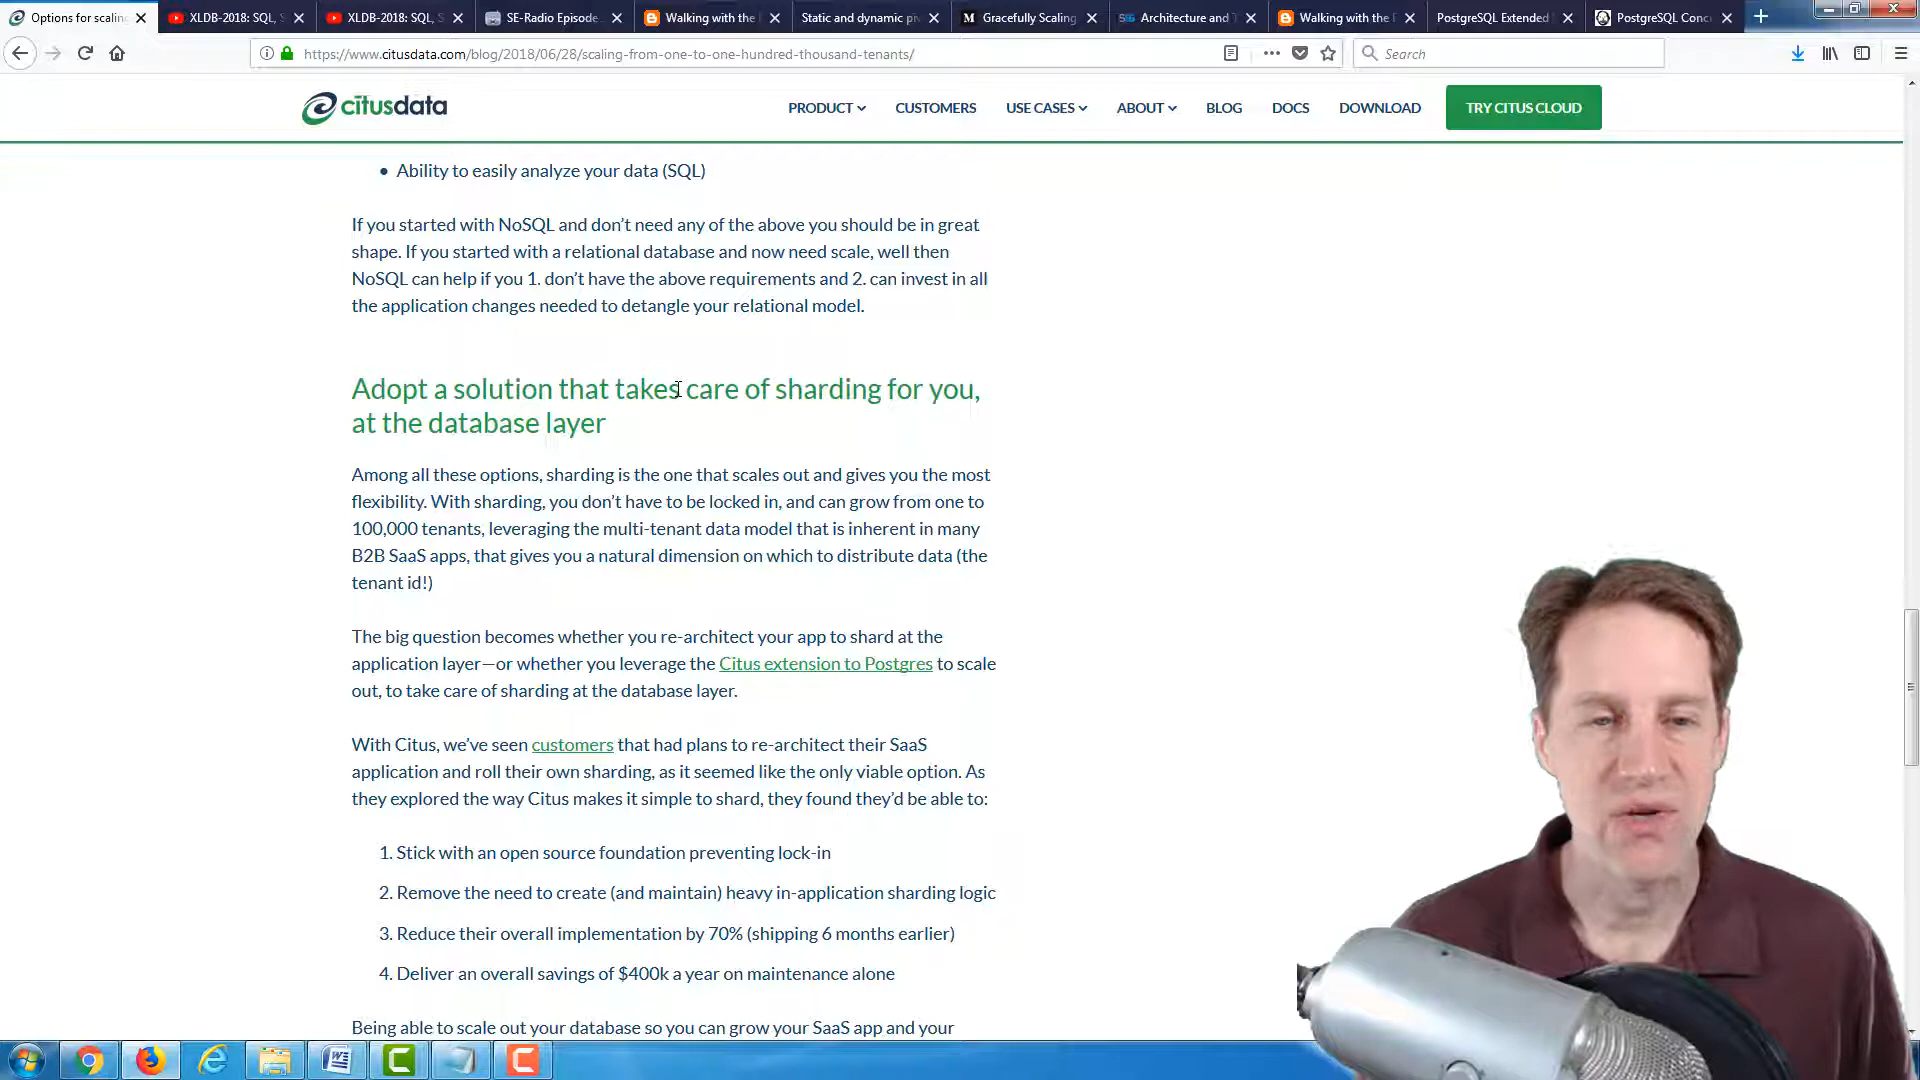 Options for scaling
XLDB-2018: SQL, S
XLDB-2018: SQL, S
SE-Radio Episode
Walking with the
Static and dynamic pi
Gracefully Scaling
Architecture and T
Walking with the E
PostgreSQL Extended
PostgreSQL Conc
https://www.citusdata.com/blog/2018/06/28/scaling-from-one-to-one-hundred-thousand-tenants/
Search
citusdata
PRODUCT
CUSTOMERS
USE CASES
ABOUT
BLOG
DOCS
DOWNLOAD
TRY CITUS CLOUD
• Ability to easily analyze your data (SQL)
If you started with NoSQL and don’t need any of the above you should be in great
shape. If you started with a relational database and now need scale, well then
NoSQL can help if you 1. don’t have the above requirements and 2. can invest in all
the application changes needed to detangle your relational model.
Adopt a solution that takes care of sharding for you,
at the database layer
Among all these options, sharding is the one that scales out and gives you the most
flexibility. With sharding, you don’t have to be locked in, and can grow from one to
100,000 tenants, leveraging the multi-tenant data model that is inherent in many
B2B SaaS apps, that gives you a natural dimension on which to distribute data (the
tenant id!)
The big question becomes whether you re-architect your app to shard at the
application layer—or whether you leverage the Citus extension to Postgres to scale
out, to take care of sharding at the database layer.
With Citus, we’ve seen customers that had plans to re-architect their SaaS
application and roll their own sharding, as it seemed like the only viable option. As
they explored the way Citus makes it simple to shard, they found they’d be able to:
1. Stick with an open source foundation preventing lock-in
2. Remove the need to create (and maintain) heavy in-application sharding logic
3. Reduce their overall implementation by 70% (shipping 6 months earlier)
4. Deliver an overall savings of $400k a year on maintenance alone
Being able to scale out your database so you can grow your SaaS app and your